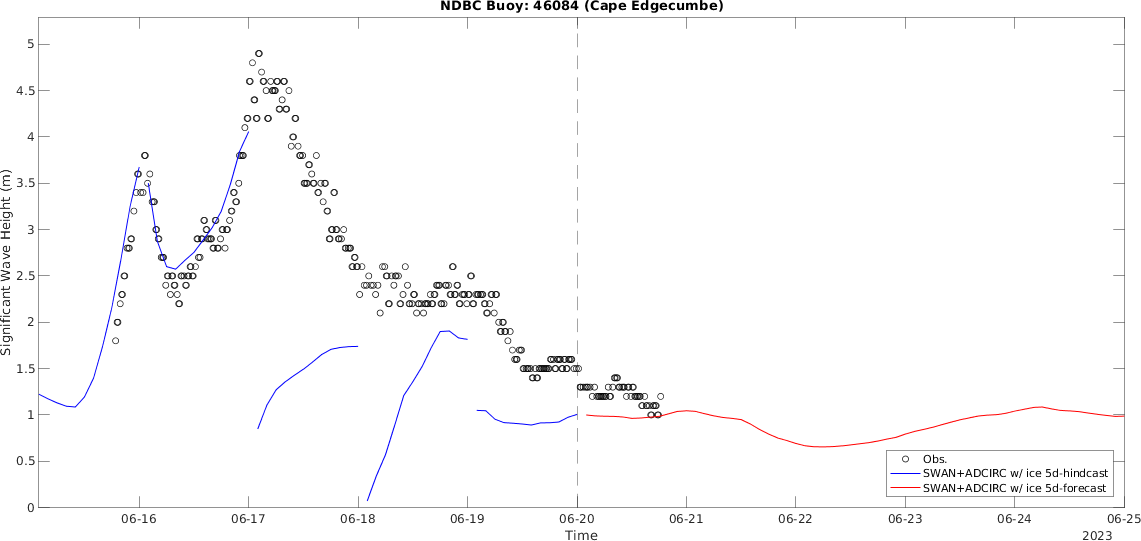 NDBC Buoy: 46084 (Cape Edgecumbe)
Significant Wave Height (m)
5
4.5
4
3.5
3
2.5
2
1.5
1
0.5
0
Obs.
SWAN+ADCIRC w/ ice 5d-hindcast
SWAN+ADCIRC w/ ice 5d-forecast
06-16 06-17 06-18 06-19 06-20 06-21 06-22 06-23 06-24 06-25
Time
2023